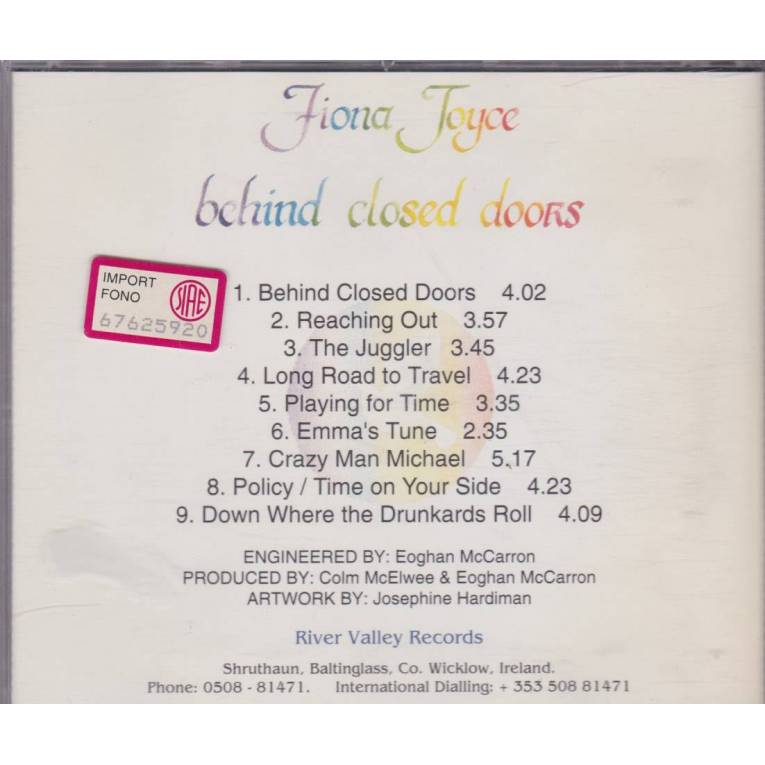 Fiona Joyce
behind closed doors
IMPORT
FONO
SIAE
67625920
1. Behind Closed Doors 4.02
2. Reaching Out 3.57
3. The Juggler 3.45
4. Long Road to Travel 4.23
5. Playing for Time 3.35
6. Emma's Tune 2.35
7. Crazy Man Michael 5.17
8. Policy / Time on Your Side 4.23
9. Down Where the Drunkards Roll 4.09
ENGINEERED BY: Eoghan McCarron
PRODUCED BY: Colm McElwee & Eoghan McCarron
ARTWORK BY: Josephine Hardiman
River Valley Records
Shruthaun, Baltinglass, Co. Wicklow, Ireland.
Phone: 0508 - 81471. International Dialling: + 353 508 81471